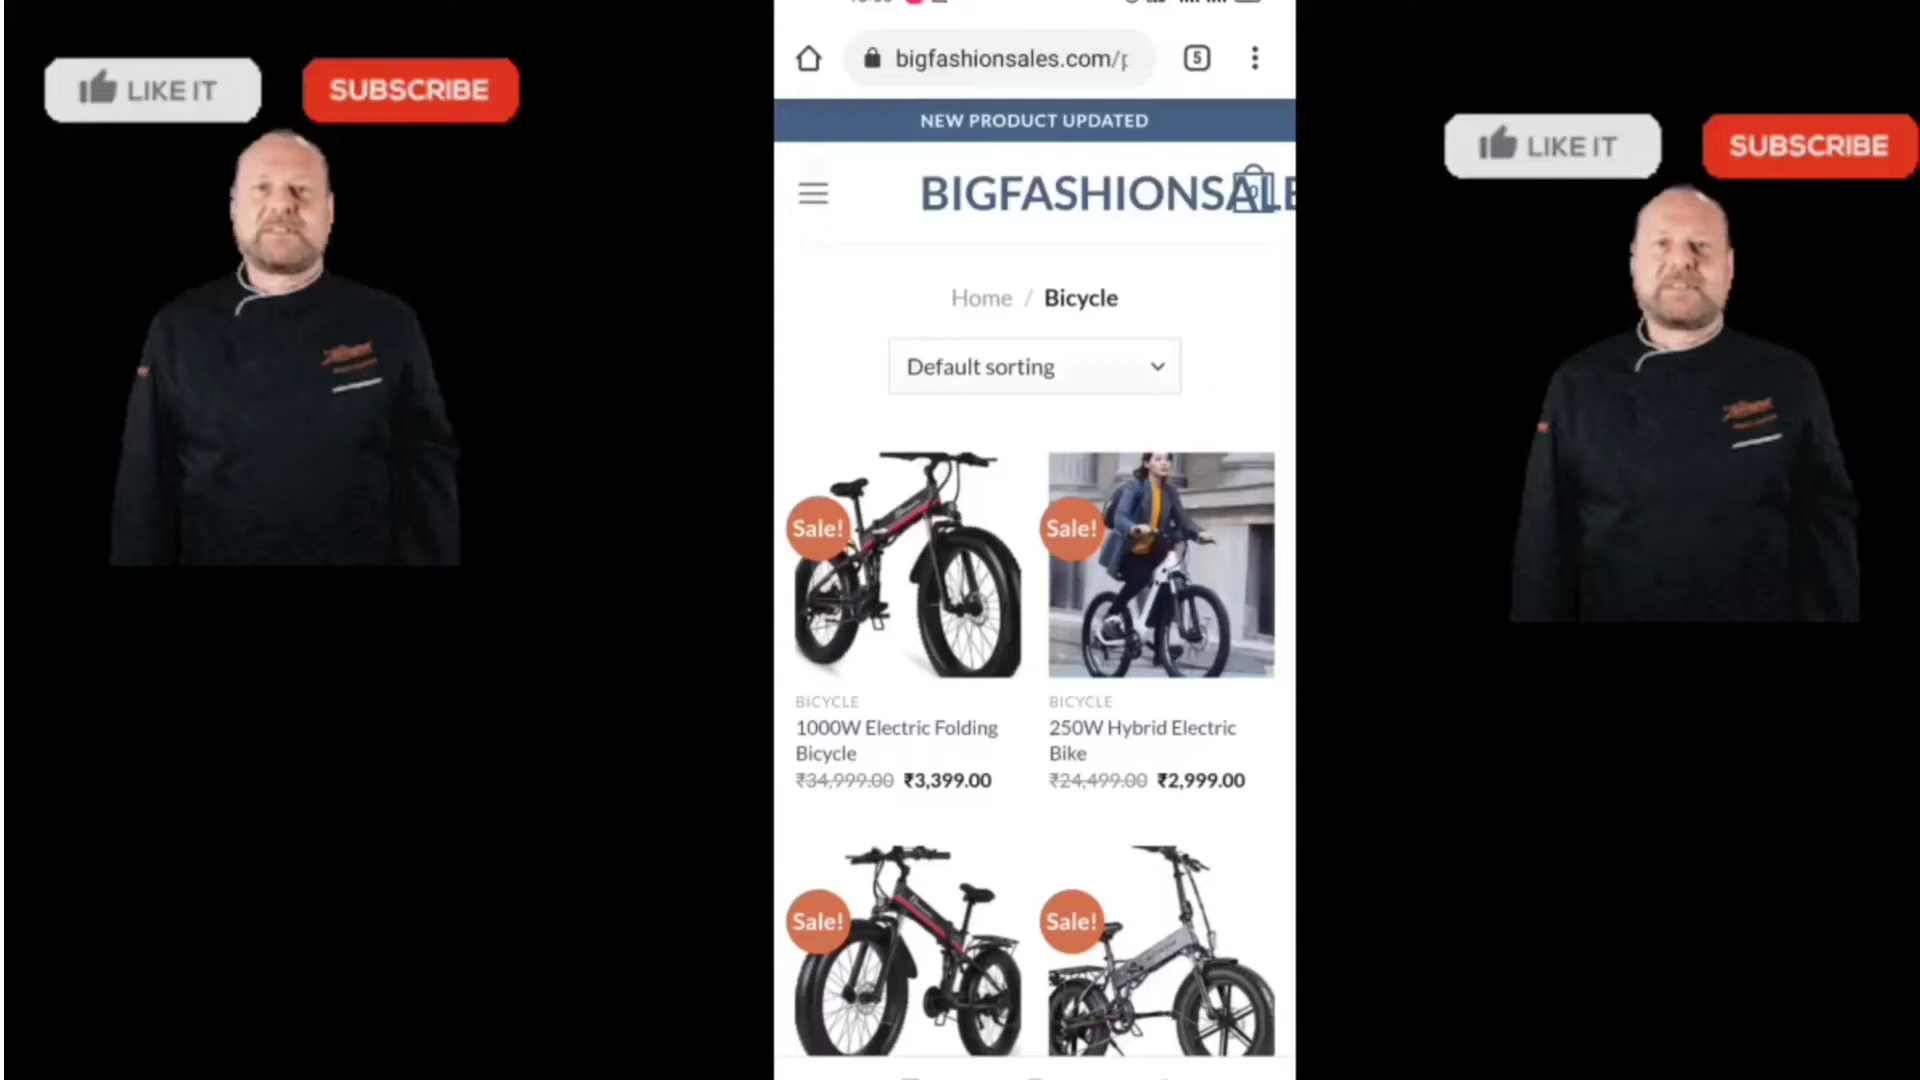 LIKE IT
SUBSCRIBE
bigfashionsales.com/p
5
NEW PRODUCT UPDATED
BIGFASHIONSALE
0
Home / Bicycle
Default sorting
LIKE IT
SUBSCRIBE
Sale!
Sale!
BICYCLE
1000W Electric Folding
Bicycle
₹34,999.00 ₹3,399.00
BICYCLE
250W Hybrid Electric
Bike
₹24,499.00 ₹2,999.00
Sale!
Sale!